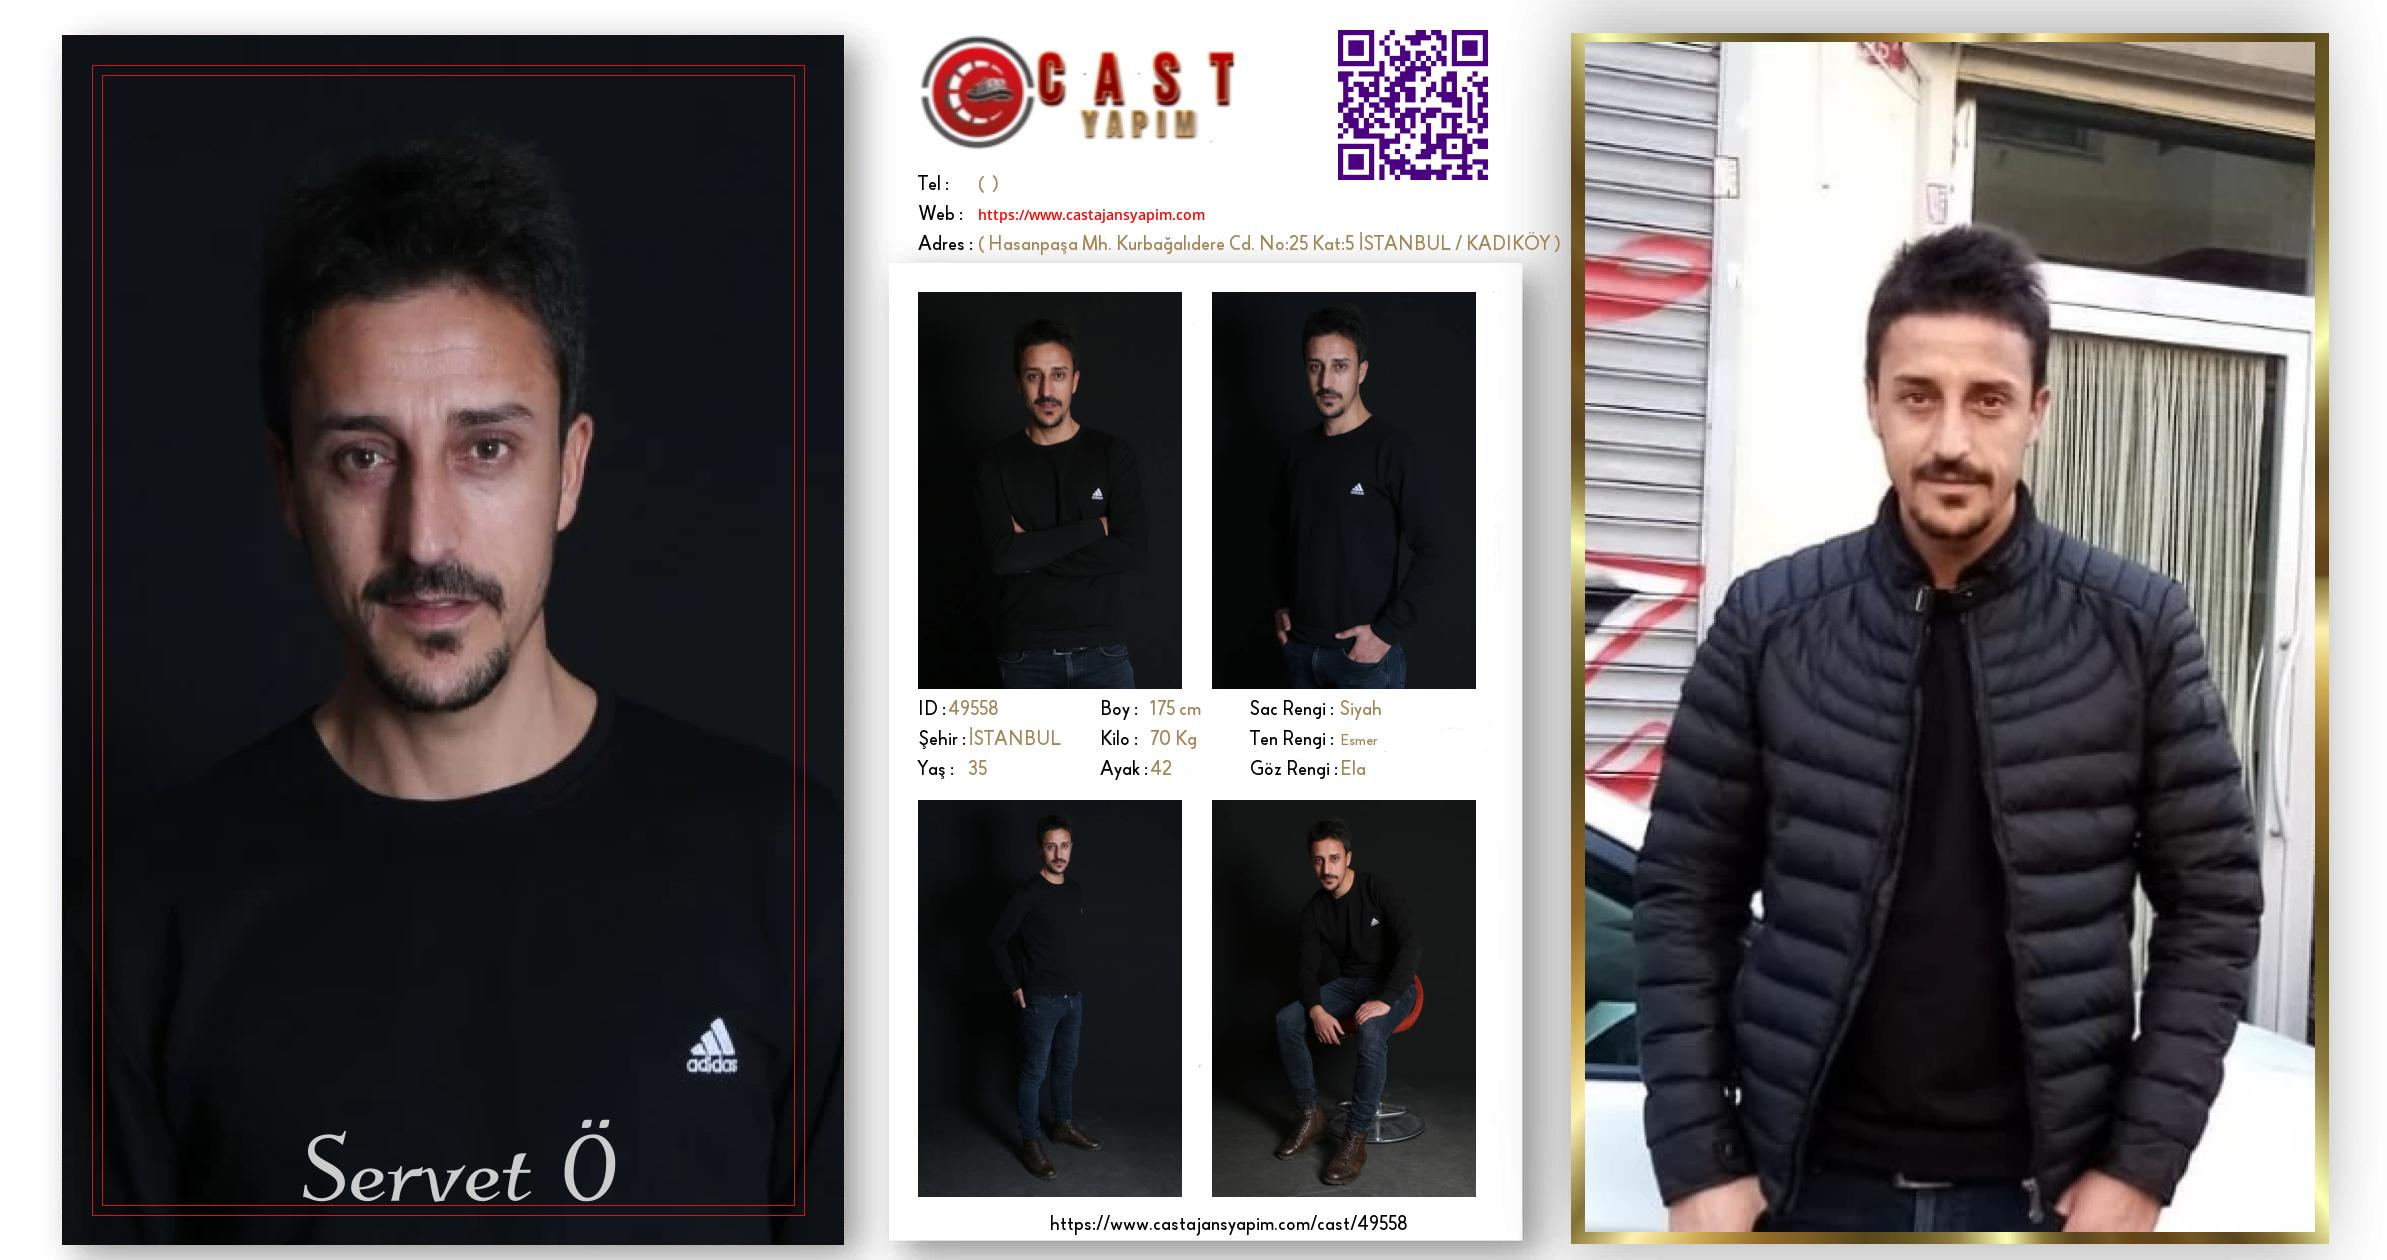 Servet Ö
adidas
CAST
YAPIM
Tel : ( )
Web : https://www.castajansyapim.com
Adres : ( Hasanpaşa Mh. Kurbağalıdere Cd. No:25 Kat:5 İSTANBUL / KADIKÖY )
ID : 49558 Boy : 175 cm Sac Rengi : Siyah
Şehir : İSTANBUL Kilo : 70 Kg Ten Rengi : Esmer
Yaş : 35 Ayak : 42 Göz Rengi : Ela
https://www.castajansyapim.com/cast/49558